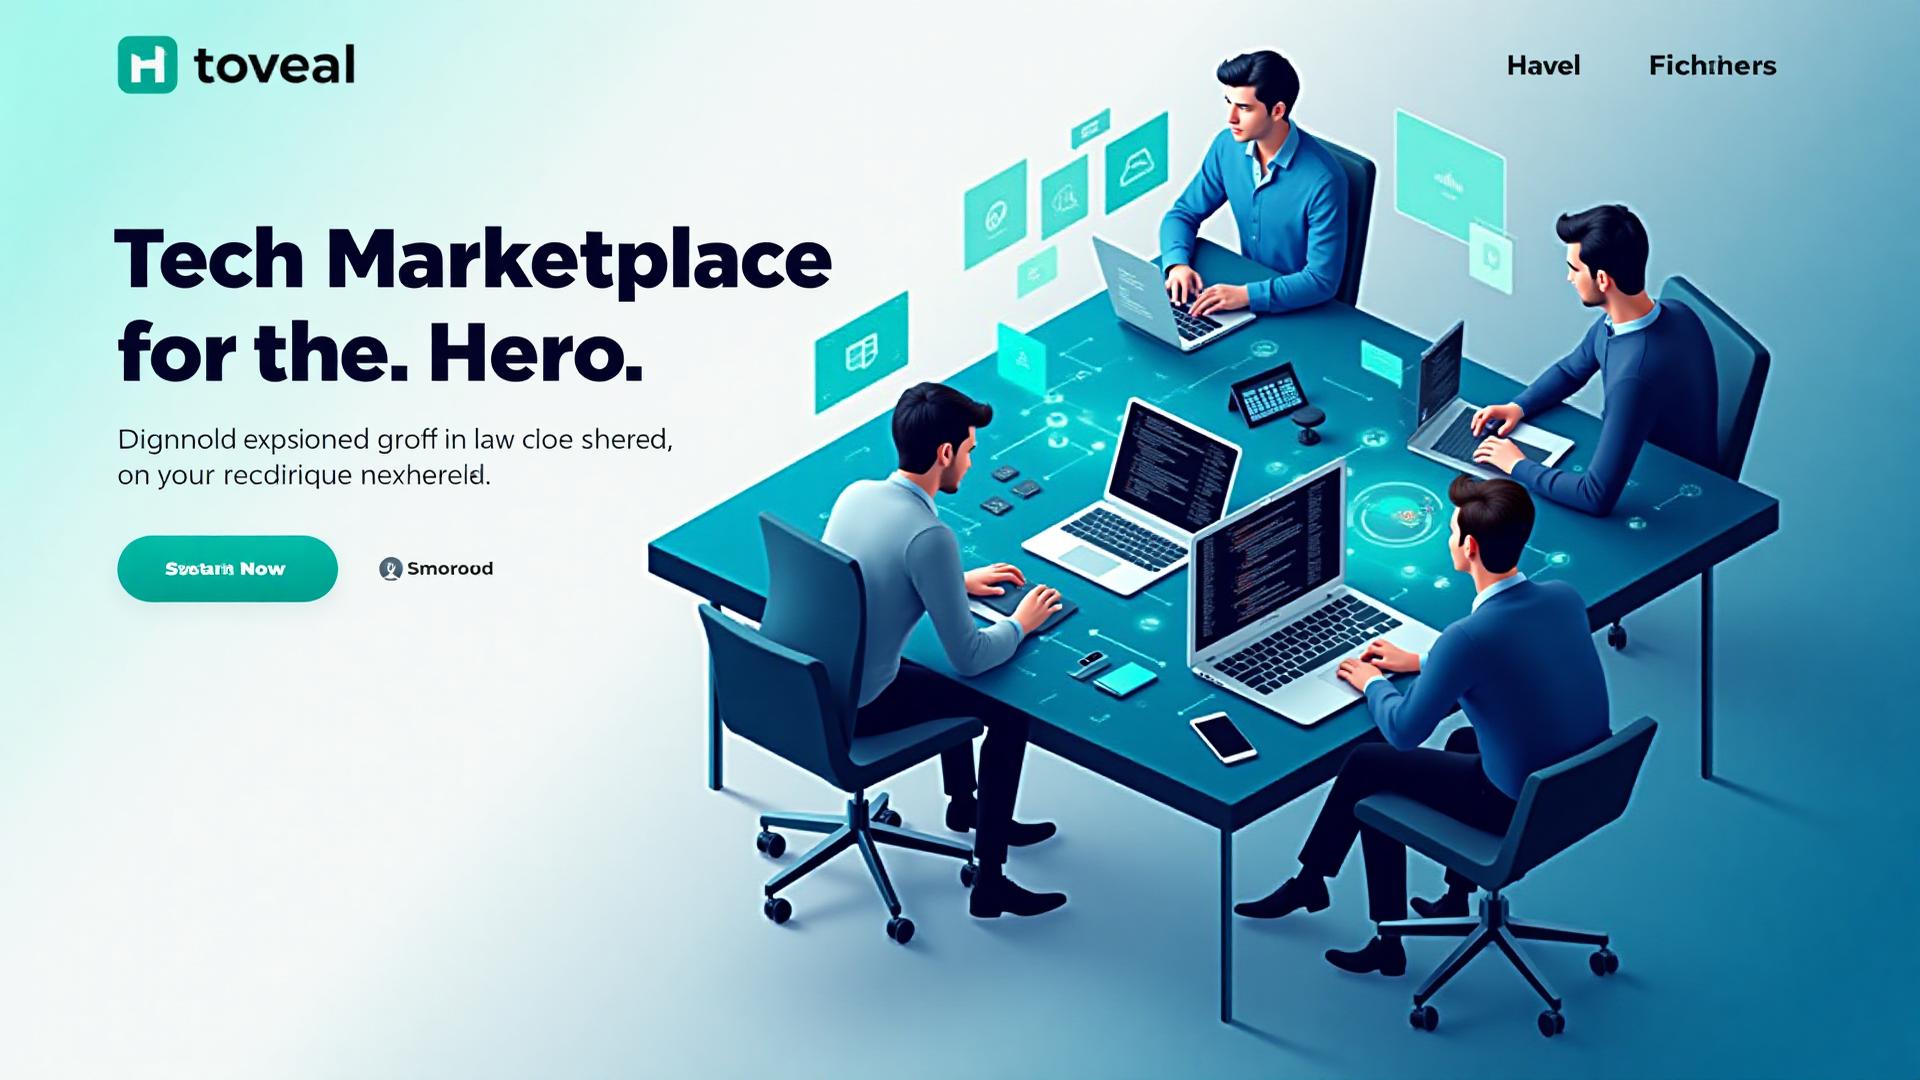 toveal
Havel
Fichthers
Tech Marketplace
for the. Hero.
Dignnold expsioned groff in law cloe shered,
on your recdirique nexhereld.
Now
Smorood